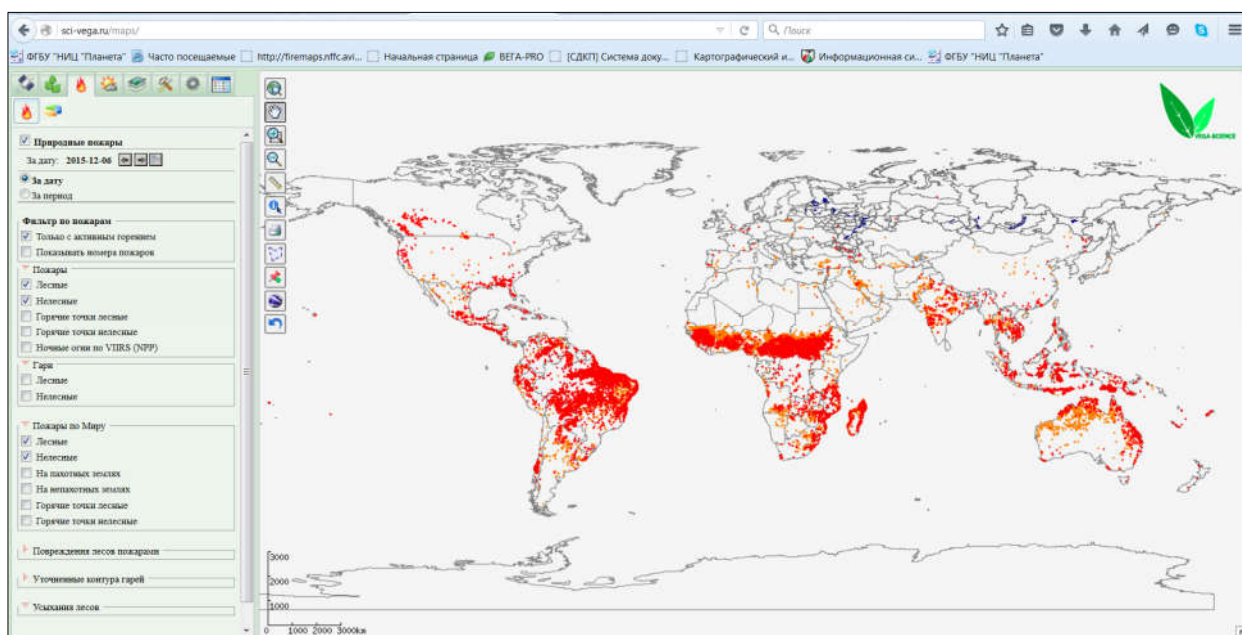 sci-vega.ru/maps/
Поиск
ФГБУ "НИЦ "Планета"
Часто посещаемые
http://firemaps.nffc.avi...
Начальная страница
ВЕГА-PRO
[СДКП] Система доку...
Картографический и...
Информационная си...
ФГБУ "НИЦ "Планета"
VEGA-SCIENCE
Природные пожары
За дату: 2015-12-06
За дату
За период
Фильтр по пожарам
Только с активным горением
Показывать номера пожаров
Пожары
Лесные
Нелесные
Горячие точки лесные
Горячие точки нелесные
Ночные огни по VIIRS (NPP)
Гари
Лесные
Нелесные
Пожары по Миру
Лесные
Нелесные
На пахотных землях
На непахотных землях
Горячие точки лесные
Горячие точки нелесные
Повреждения лесов пожарами
Уточненные контура гарей
Усыхания лесов
3000
2000
1000
0 1000 2000 3000km